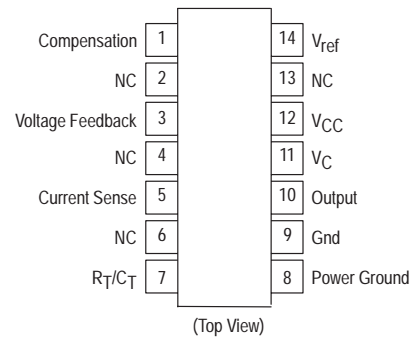 Compensation 1 14 Vref
NC 2 13 NC
Voltage Feedback 3 12 VCC
NC 4 11 VC
Current Sense 5 10 Output
NC 6 9 Gnd
RT/CT 7 8 Power Ground
(Top View)